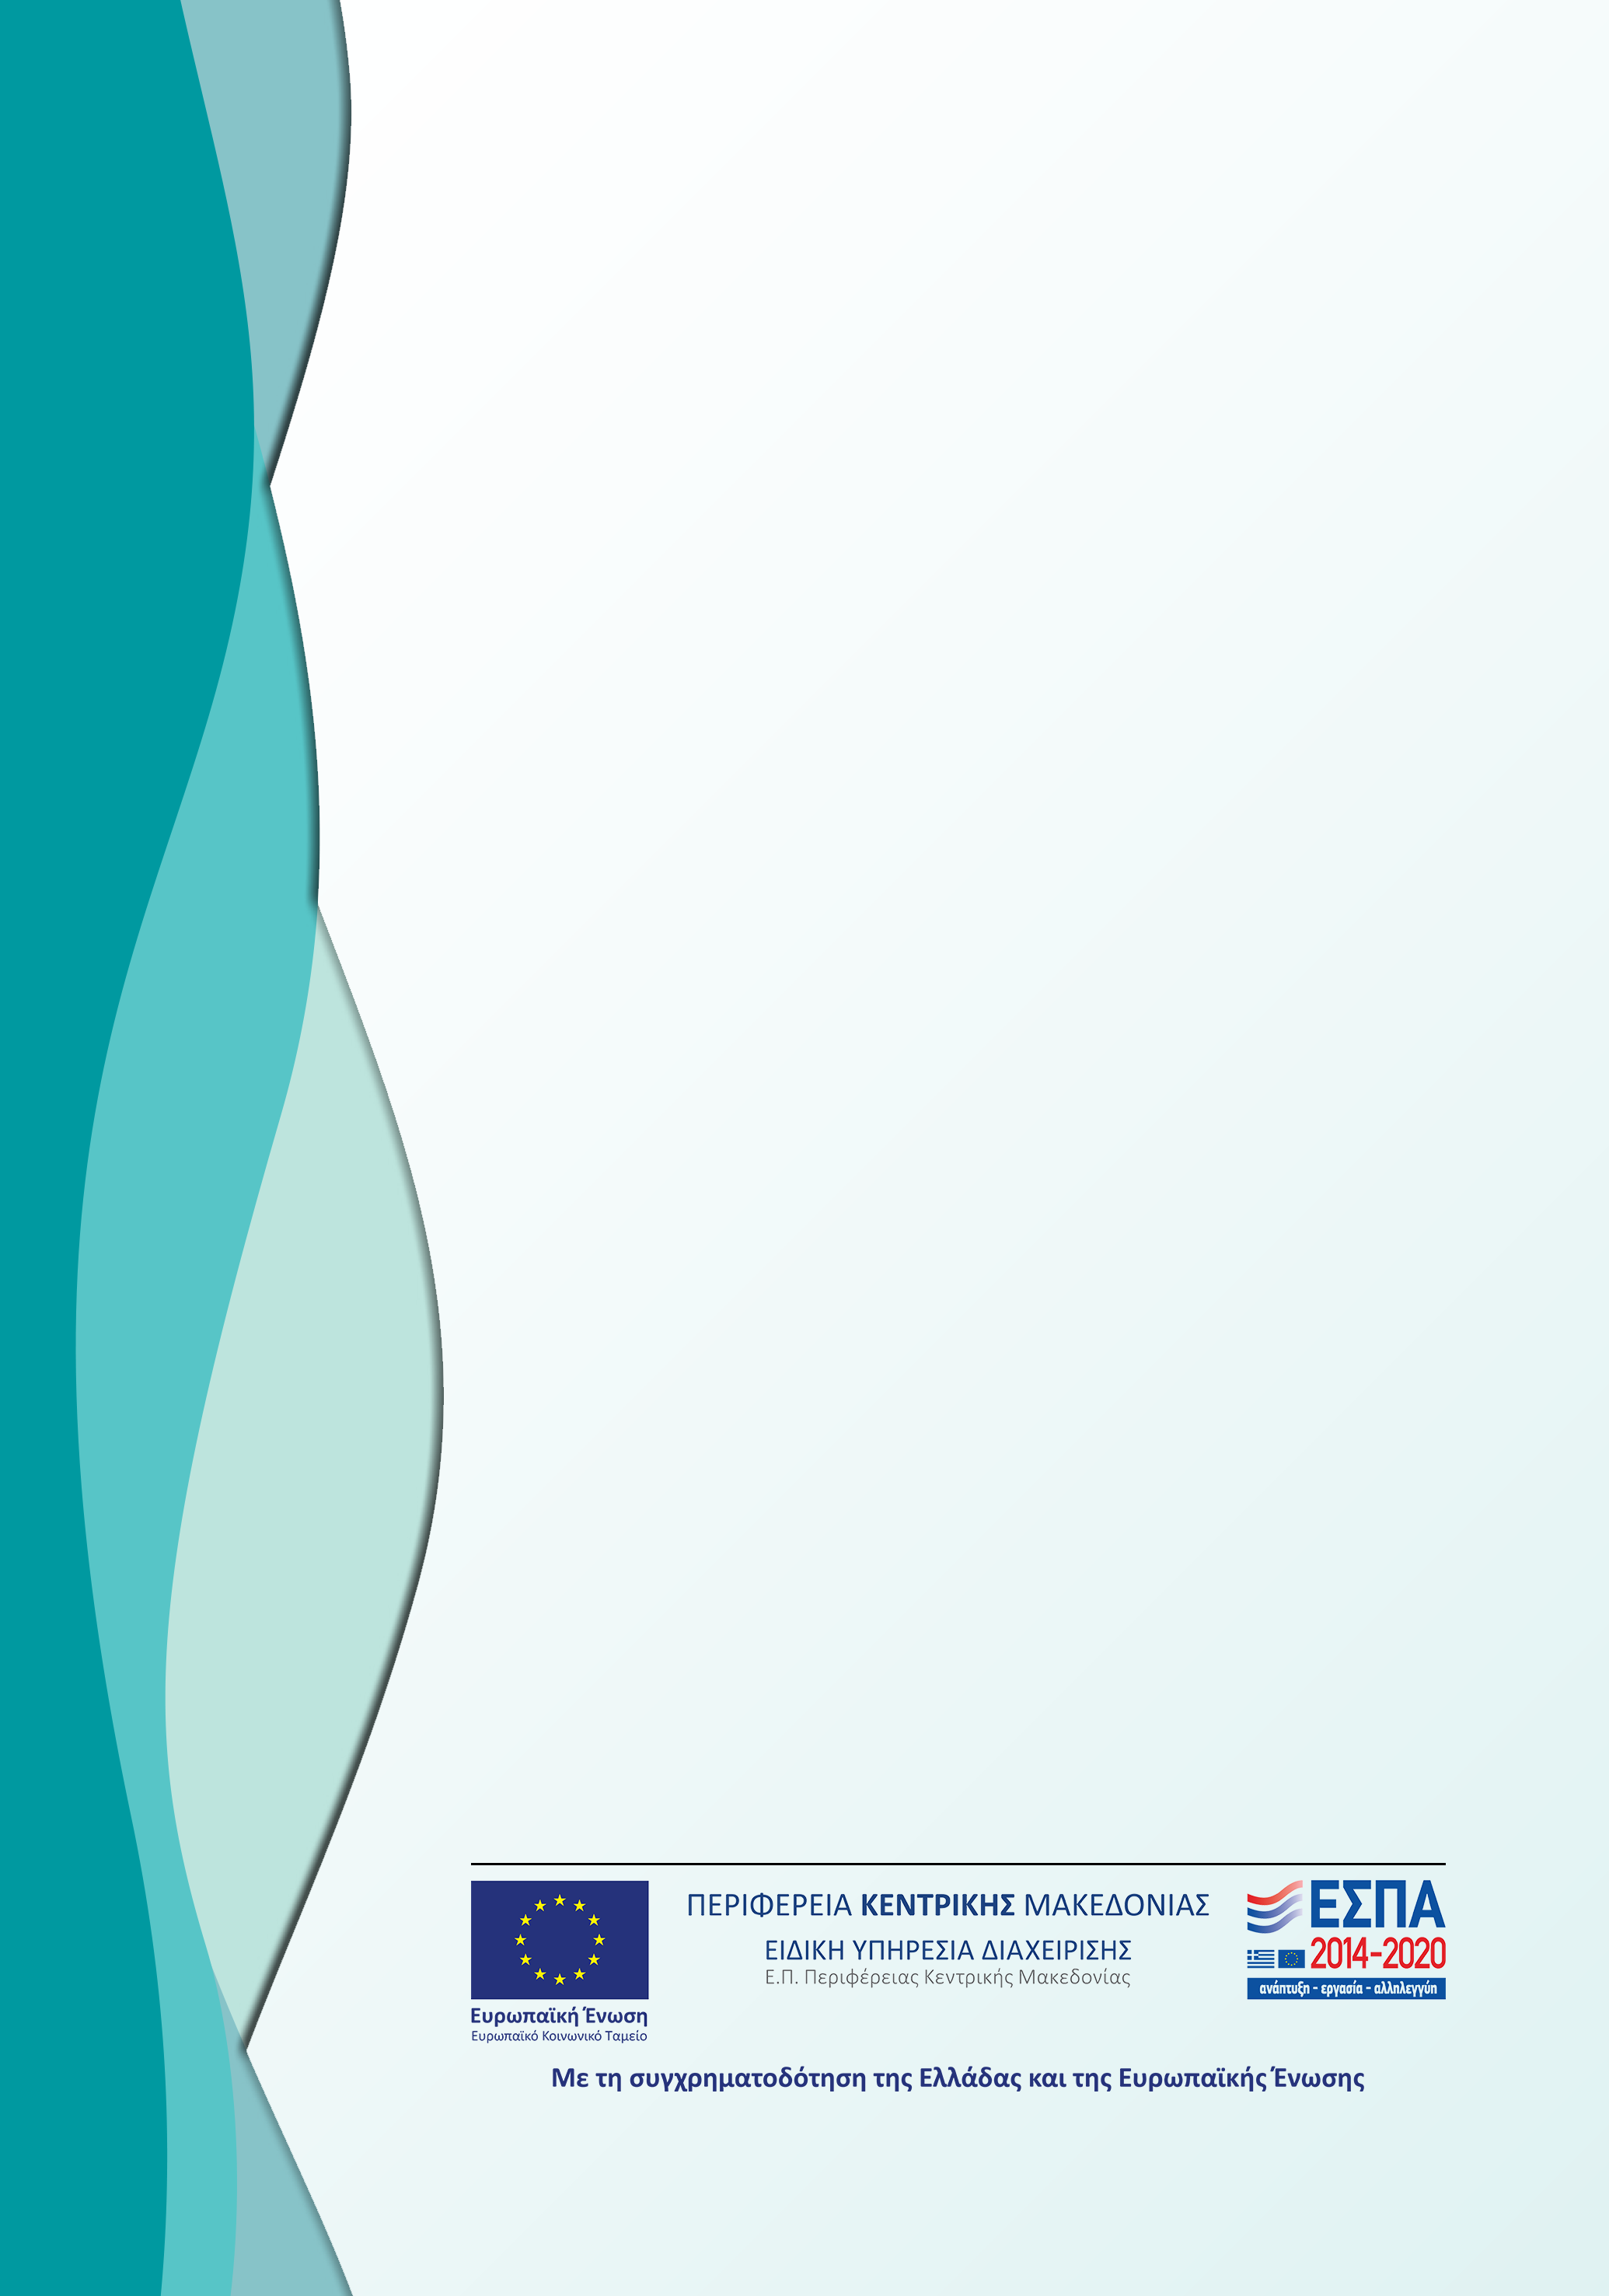 ΠΕΡΙΦΕΡΕΙΑ ΚΕΝΤΡΙΚΗΣ ΜΑΚΕΔΟΝΙΑΣ
ΕΙΔΙΚΗ ΥΠΗΡΕΣΙΑ ΔΙΑΧΕΙΡΙΣΗΣ
Ε.Π. Περιφέρειας Κεντρικής Μακεδονίας
Ευρωπαϊκή Ένωση
Ευρωπαϊκό Κοινωνικό Ταμείο
ΕΣΠΑ
2014-2020
ανάπτυξη - εργασία - αλληλεγγύη
Με τη συγχρηματοδότηση της Ελλάδας και της Ευρωπαϊκής Ένωσης